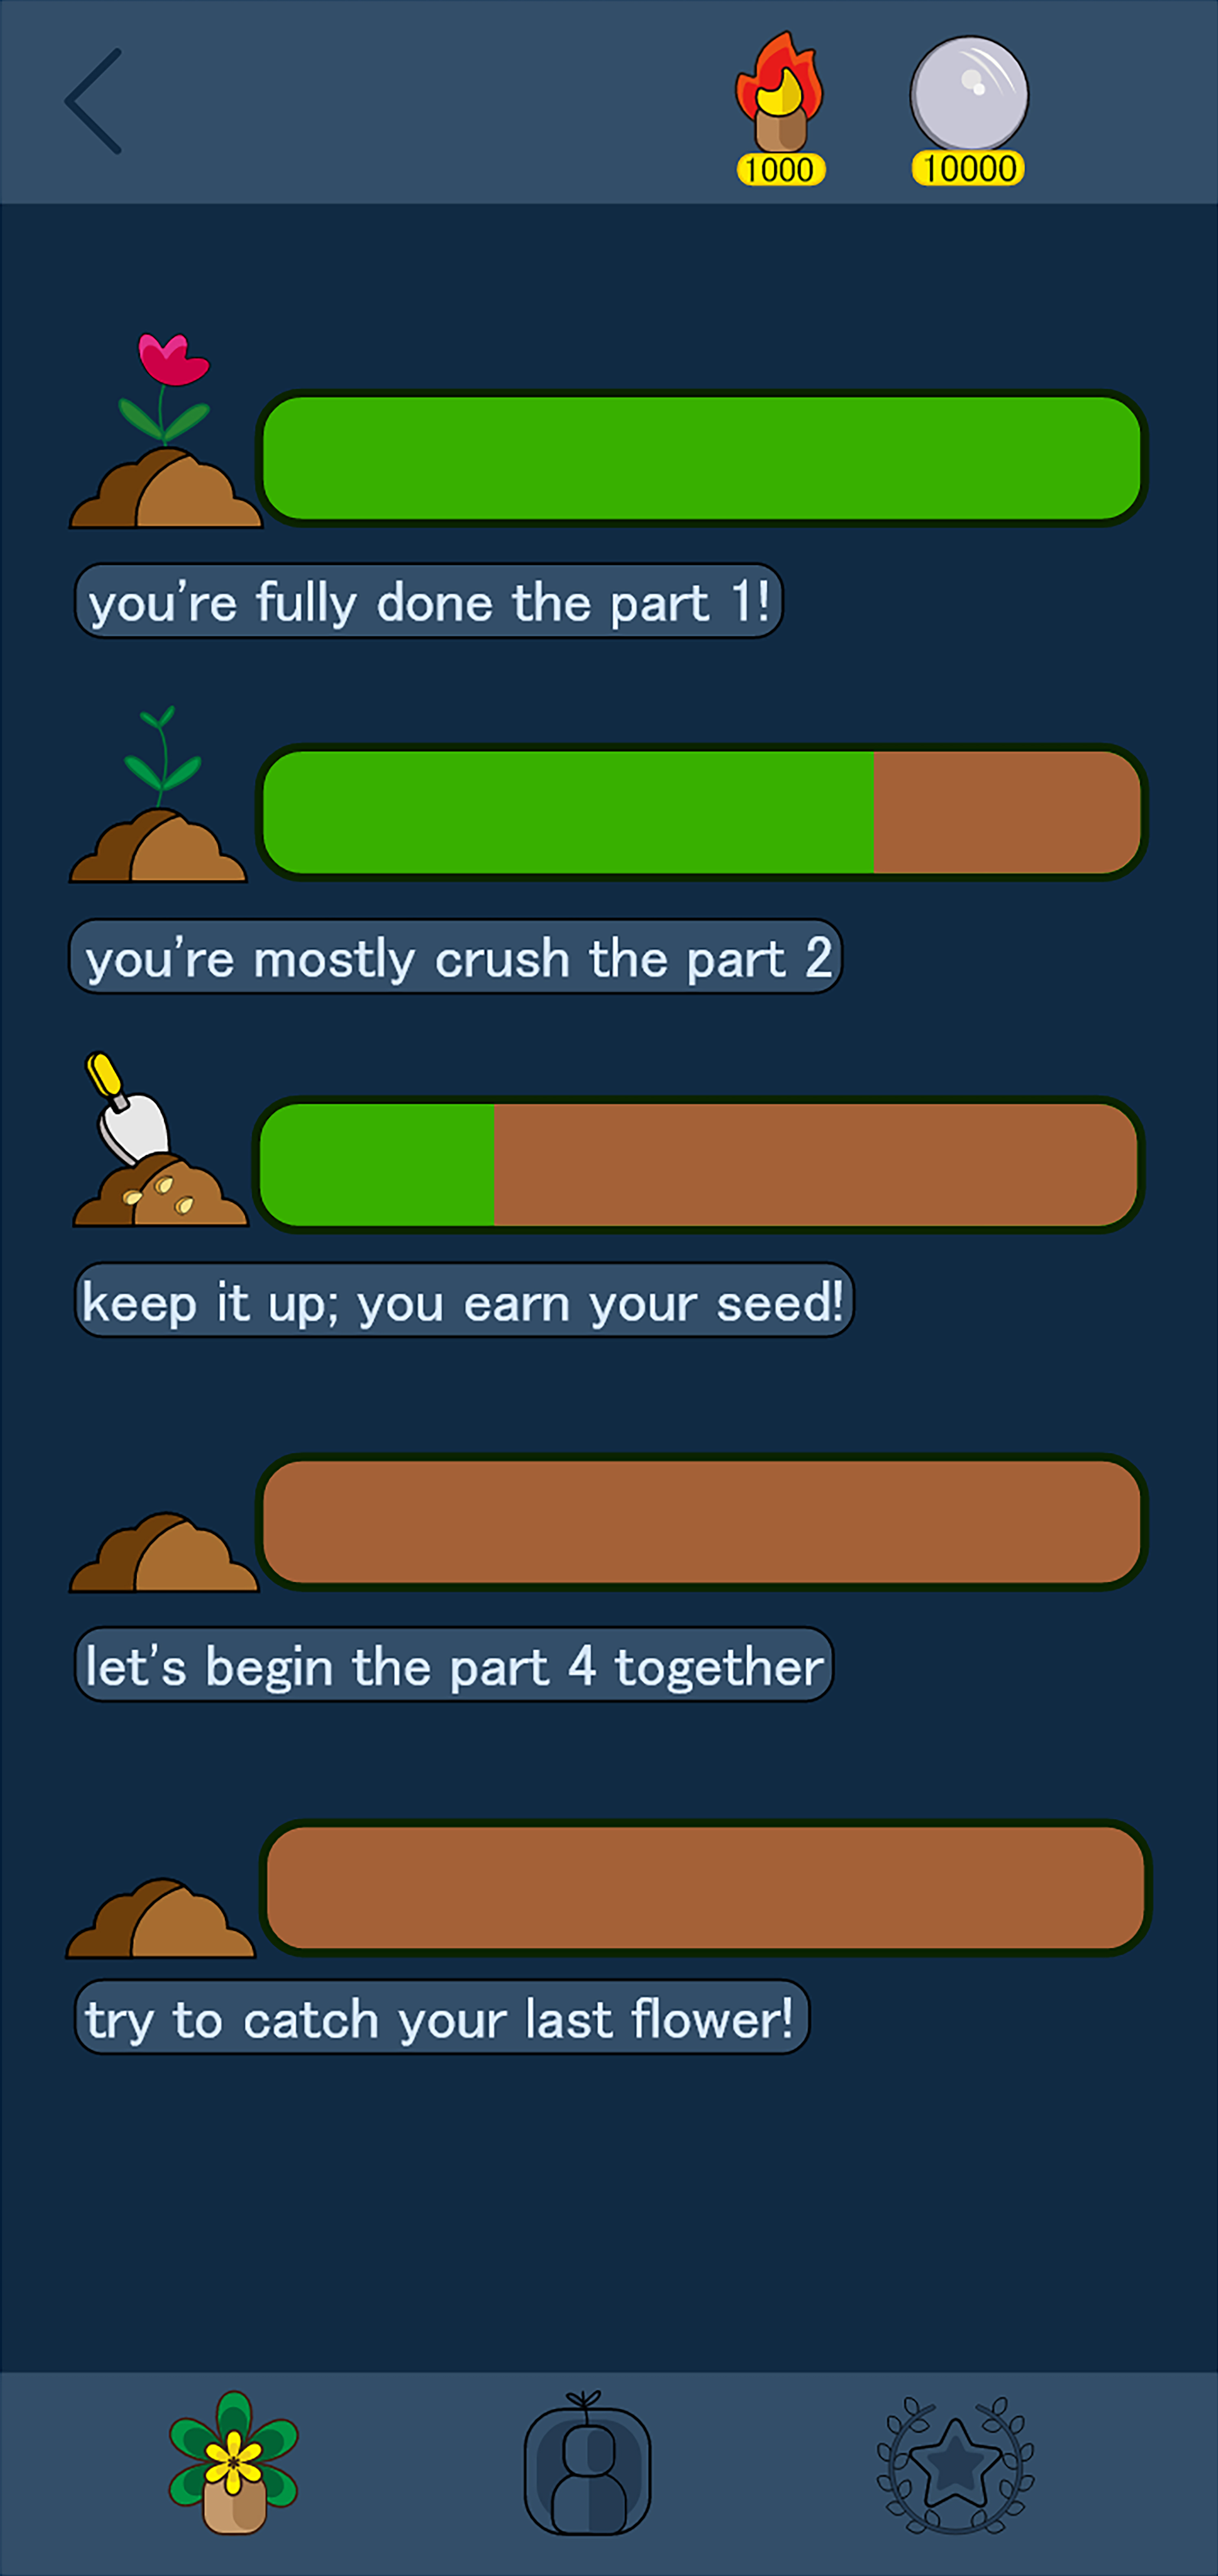 1000
10000
you're fully done the part 1!
you're mostly crush the part 2
keep it up; you earn your seed!
let's begin the part 4 together
try to catch your last flower!